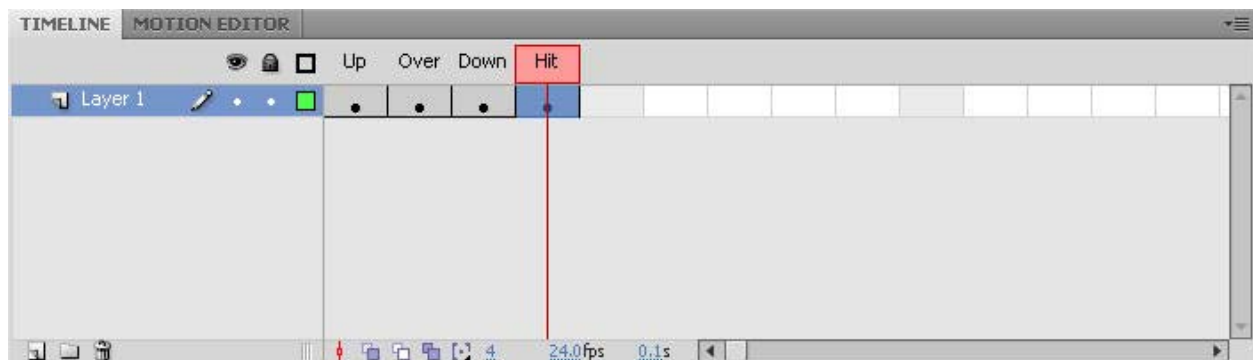 TIMELINE MOTION EDITOR
Up Over Down Hit
Layer 1
4 24.0fps 0.1s